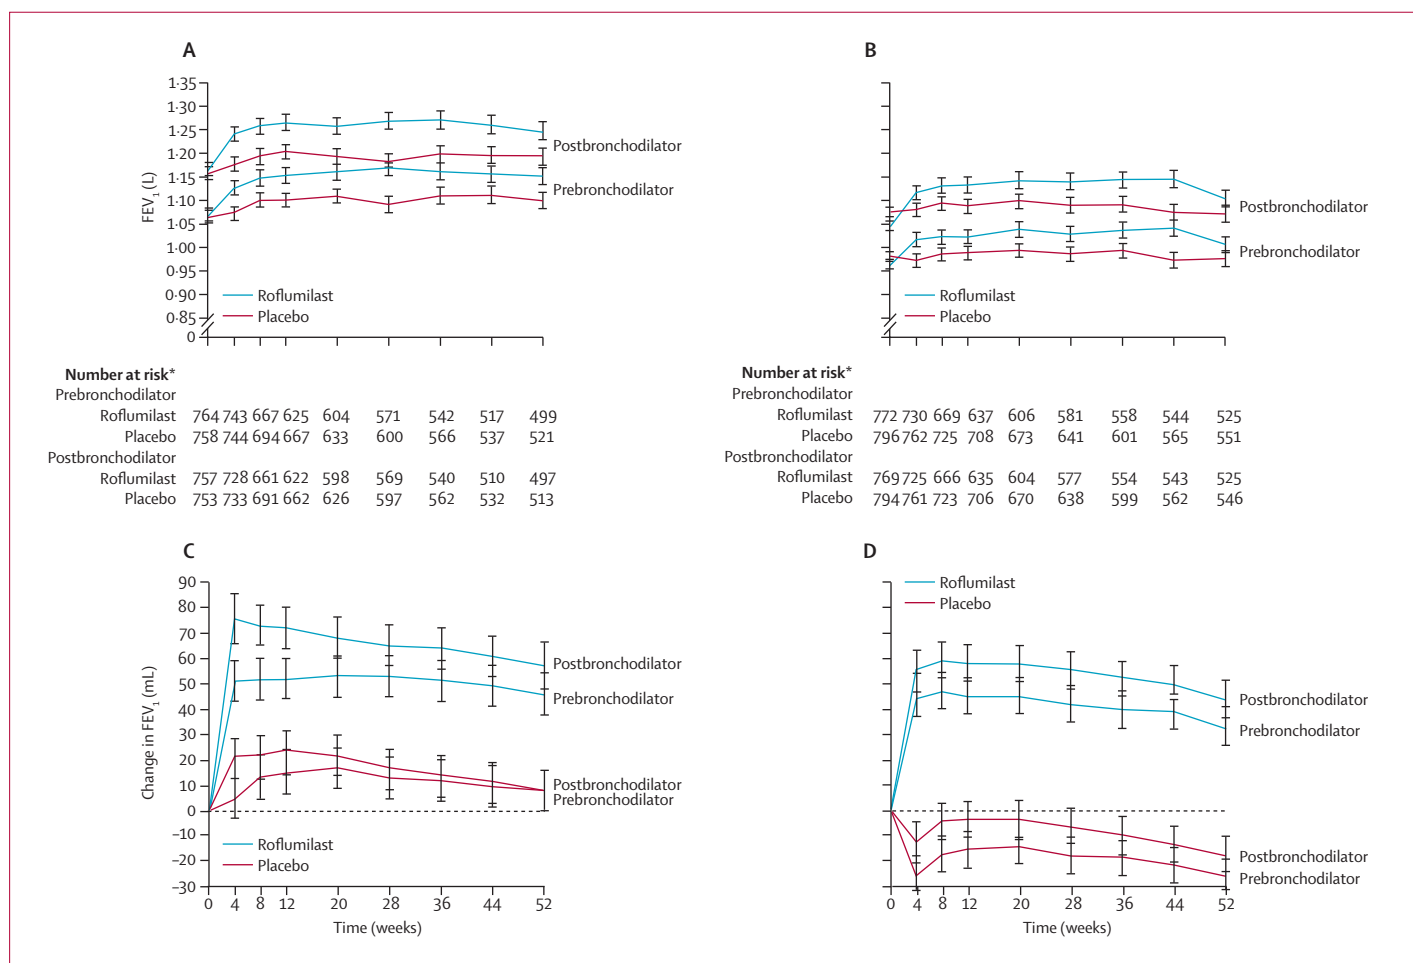 A
1·35
1·30
1·25
1·20
1·15
1·10
1·05
1·00
0·95
0·90
0·85
0
FEV1 (L)
Postbronchodilator
Prebronchodilator
Roflumilast
Placebo
B
Postbronchodilator
Prebronchodilator
Roflumilast
Placebo
Number at risk*
Prebronchodilator
Roflumilast 764 743 667 625 604 571 542 517 499
Placebo 758 744 694 667 633 600 566 537 521
Postbronchodilator
Roflumilast 757 728 661 622 598 569 540 510 497
Placebo 753 733 691 662 626 597 562 532 513
Number at risk*
Prebronchodilator
Roflumilast 772 730 669 637 606 581 558 544 525
Placebo 796 762 725 708 673 641 601 565 551
Postbronchodilator
Roflumilast 769 725 666 635 604 577 554 543 525
Placebo 794 761 723 706 670 638 599 562 546
C
90
80
70
60
50
40
30
20
10
0
–10
–20
–30
Change in FEV1 (mL)
Postbronchodilator
Prebronchodilator
Postbronchodilator
Prebronchodilator
Roflumilast
Placebo
0 4 8 12 20 28 36 44 52
Time (weeks)
D
Roflumilast
Placebo
Postbronchodilator
Prebronchodilator
Postbronchodilator
Prebronchodilator
0 4 8 12 20 28 36 44 52
Time (weeks)